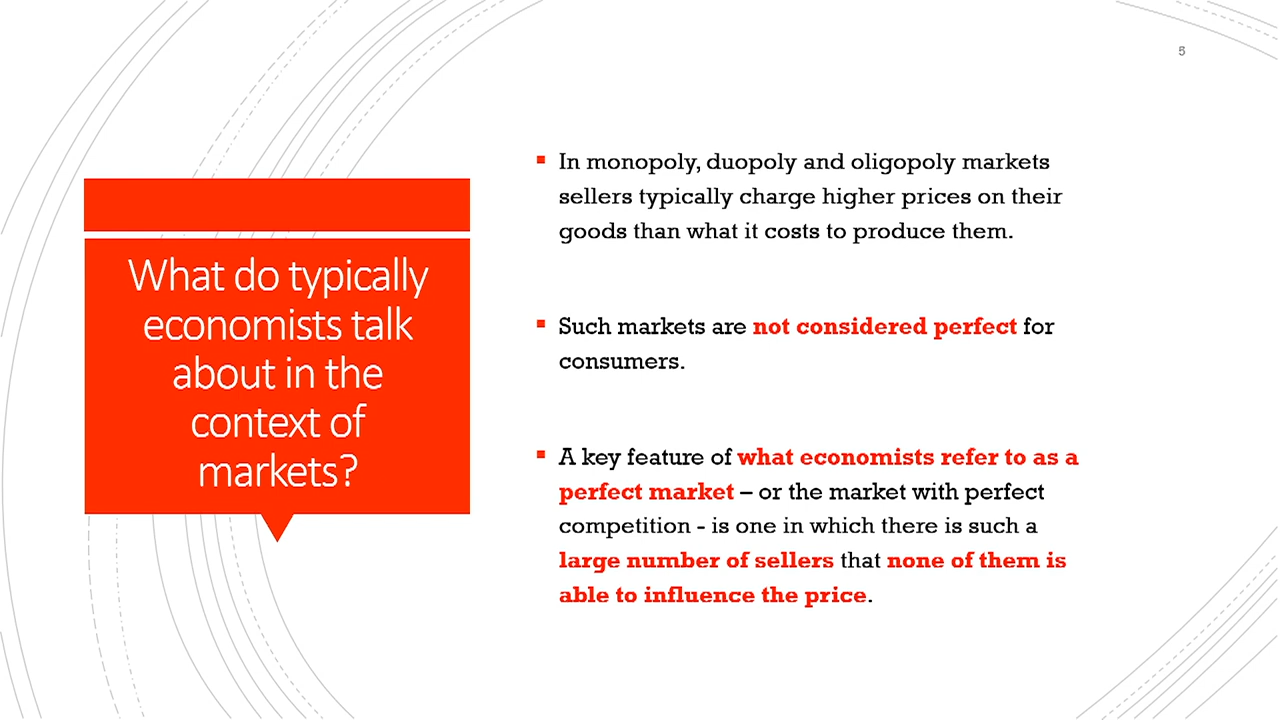 5
What do typically
economists talk
about in the
context of
markets?
In monopoly, duopoly and oligopoly markets
sellers typically charge higher prices on their
goods than what it costs to produce them.
Such markets are not considered perfect for
consumers.
A key feature of what economists refer to as a
perfect market – or the market with perfect
competition - is one in which there is such a
large number of sellers that none of them is
able to influence the price.